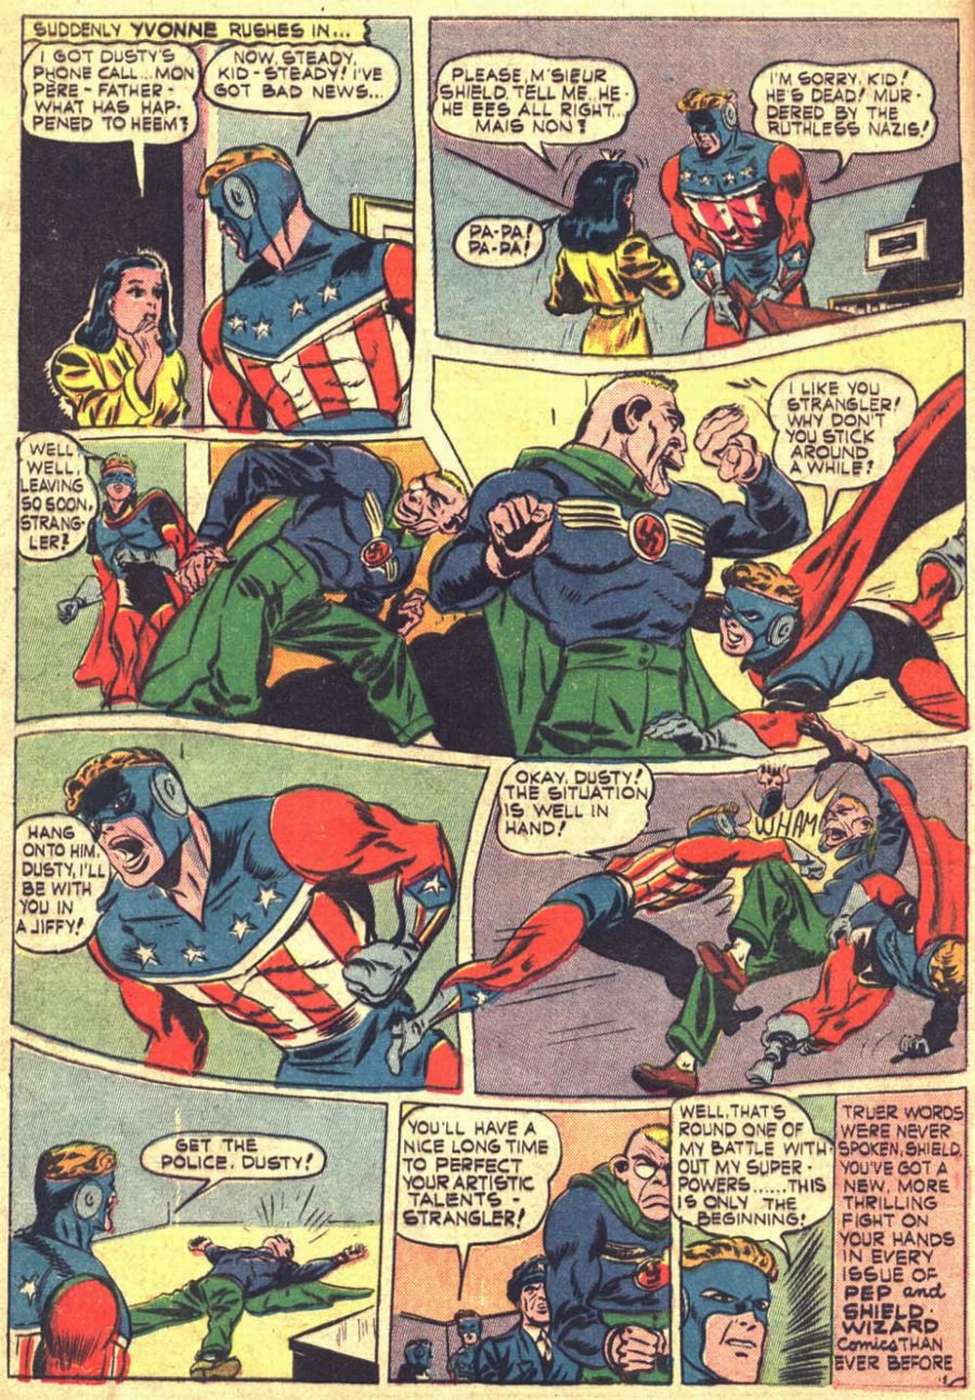 SUDDENLY YVONNE RUSHES IN...
I GOT DUSTY'S
PHONE CALL...MON
PERE - FATHER -
WHAT HAS HAP-
PENED TO HEEM?
NOW, STEADY,
KID - STEADY! I'VE
GOT BAD NEWS...
PLEASE, M'SIEUR
SHIELD, TELL ME..HE-
HE EES ALL RIGHT...
MAIS NON?
I'M SORRY, KID!
HE'S DEAD! MUR-
DERED BY THE
RUTHLESS NAZIS!
PA-PA!
PA-PA!
WELL,
WELL,
LEAVING
SO SOON,
STRANG-
LER?
I LIKE YOU
STRANGLER!
WHY DON'T
YOU STICK
AROUND
A WHILE?
HANG
ONTO HIM,
DUSTY, I'LL
BE WITH
YOU IN
A JIFFY!
OKAY, DUSTY!
THE SITUATION
IS WELL IN
HAND!
WHAM!
GET THE
POLICE, DUSTY!
YOU'LL HAVE A
NICE LONG TIME
TO PERFECT
YOUR ARTISTIC
TALENTS -
STRANGLER!
WELL, THAT'S
ROUND ONE OF
MY BATTLE WITH-
OUT MY SUPER-
POWERS......THIS
IS ONLY THE
BEGINNING!
TRUER WORDS
WERE NEVER
SPOKEN, SHIELD,
YOU'VE GOT A
NEW, MORE
THRILLING
FIGHT ON
YOUR HANDS
IN EVERY
ISSUE OF
PEP and
SHIELD-
WIZARD
Comics THAN
EVER BEFORE